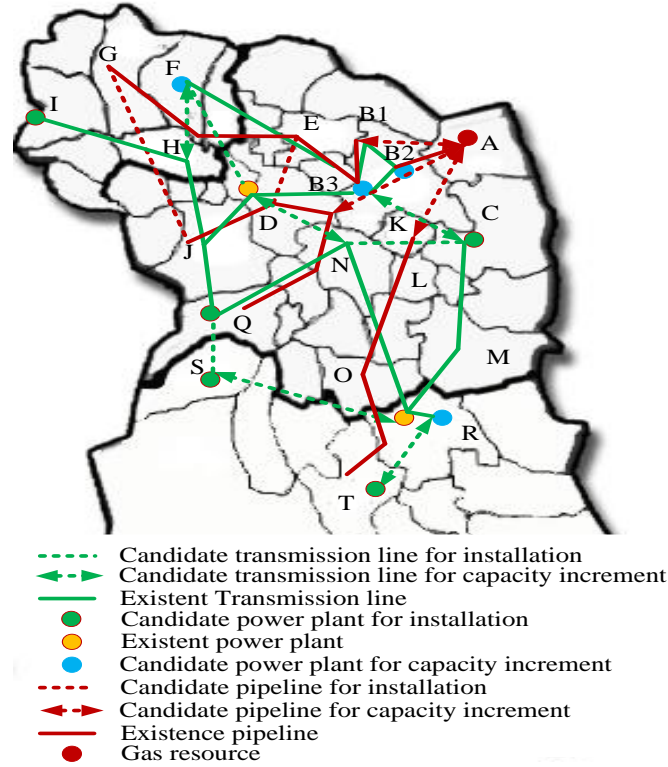 G
F
I
B1
E
A
H
B2
B3
C
D
K
J
N
L
Q
M
S
O
R
T
Candidate transmission line for installation
Candidate transmission line for capacity increment
Existent Transmission line
Candidate power plant for installation
Existent power plant
Candidate power plant for capacity increment
Candidate pipeline for installation
Candidate pipeline for capacity increment
Existence pipeline
Gas resource